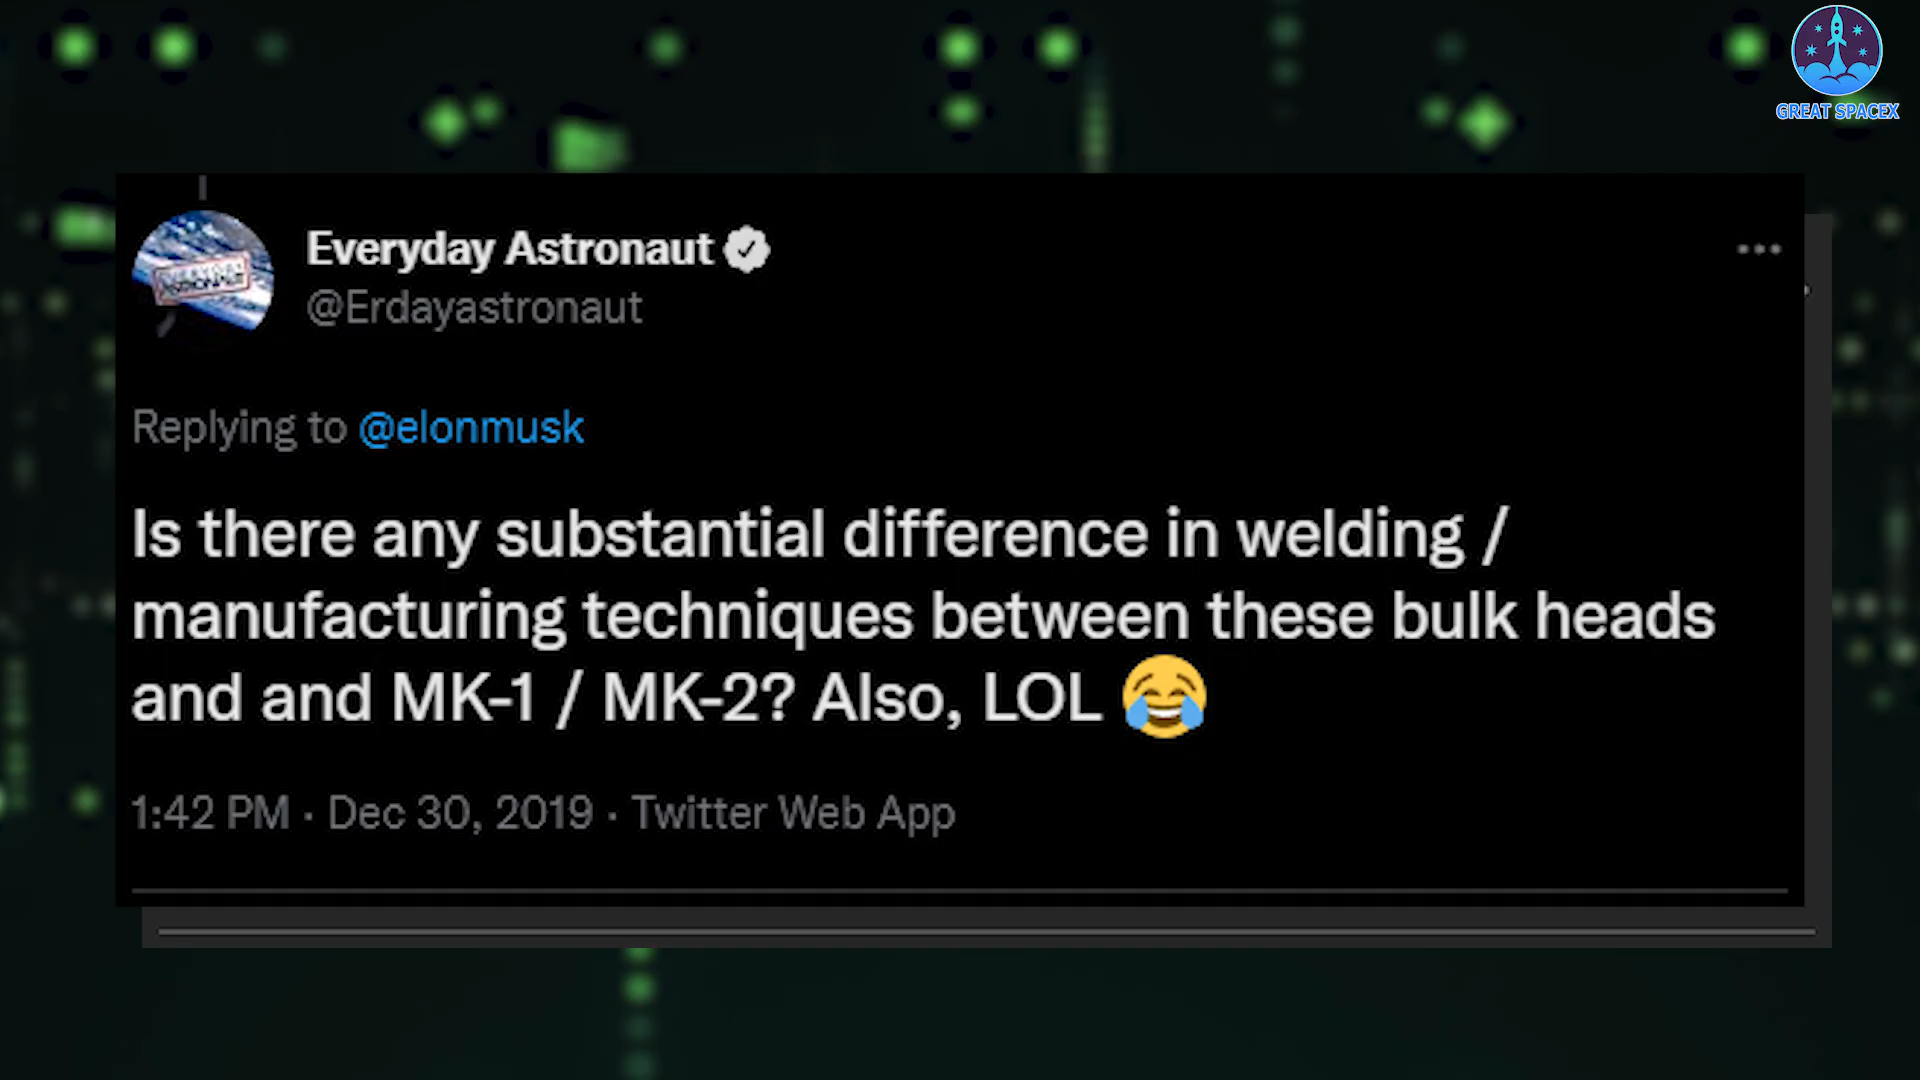 GREAT SPACEX
Everyday Astronaut
@Erdayastronaut
Replying to @elonmusk
Is there any substantial difference in welding /
manufacturing techniques between these bulk heads
and and MK-1 / MK-2? Also, LOL 😂
1:42 PM · Dec 30, 2019 · Twitter Web App